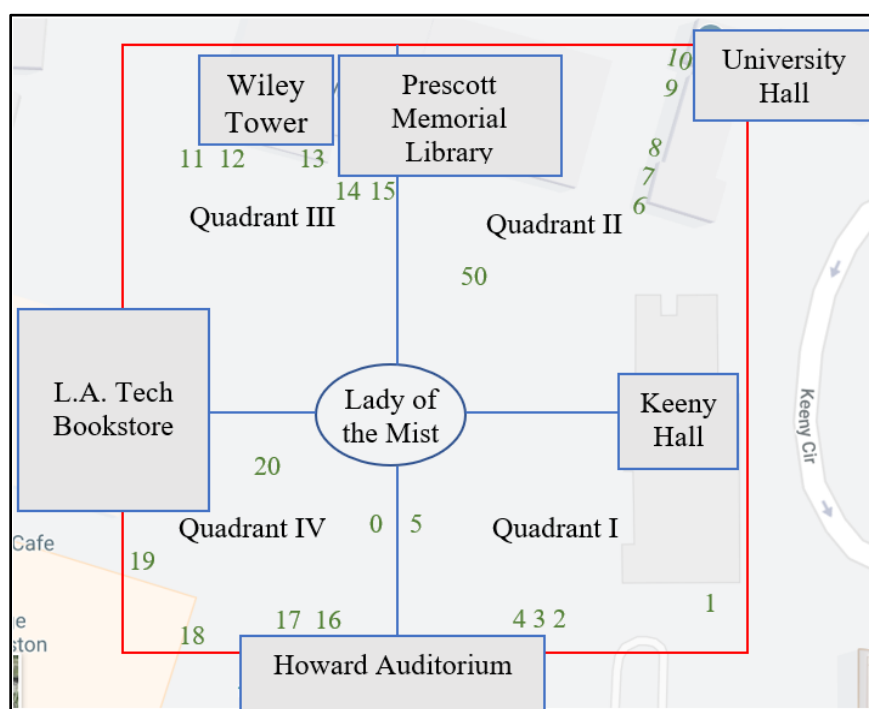 University
Hall
10
9
Wiley
Tower
Prescott
Memorial
Library
8
7
6
11 12 13
14 15
Quadrant III
Quadrant II
50
L.A. Tech
Bookstore
Lady of
the Mist
Keeny
Hall
Keeny Cir
20
Quadrant IV
0 5
Quadrant I
Cafe
19
1
17 16
4 3 2
18
ston
Howard Auditorium